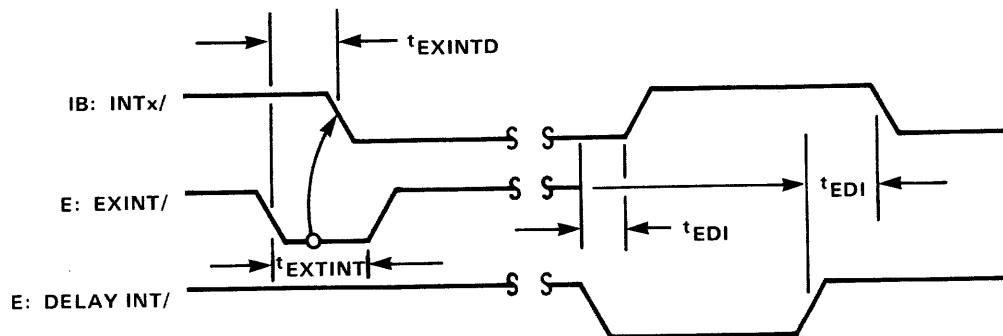 tEXINTD
IB: INTx/
E: EXINT/
tEDI
tEDI
tEXTINT
E: DELAY INT/